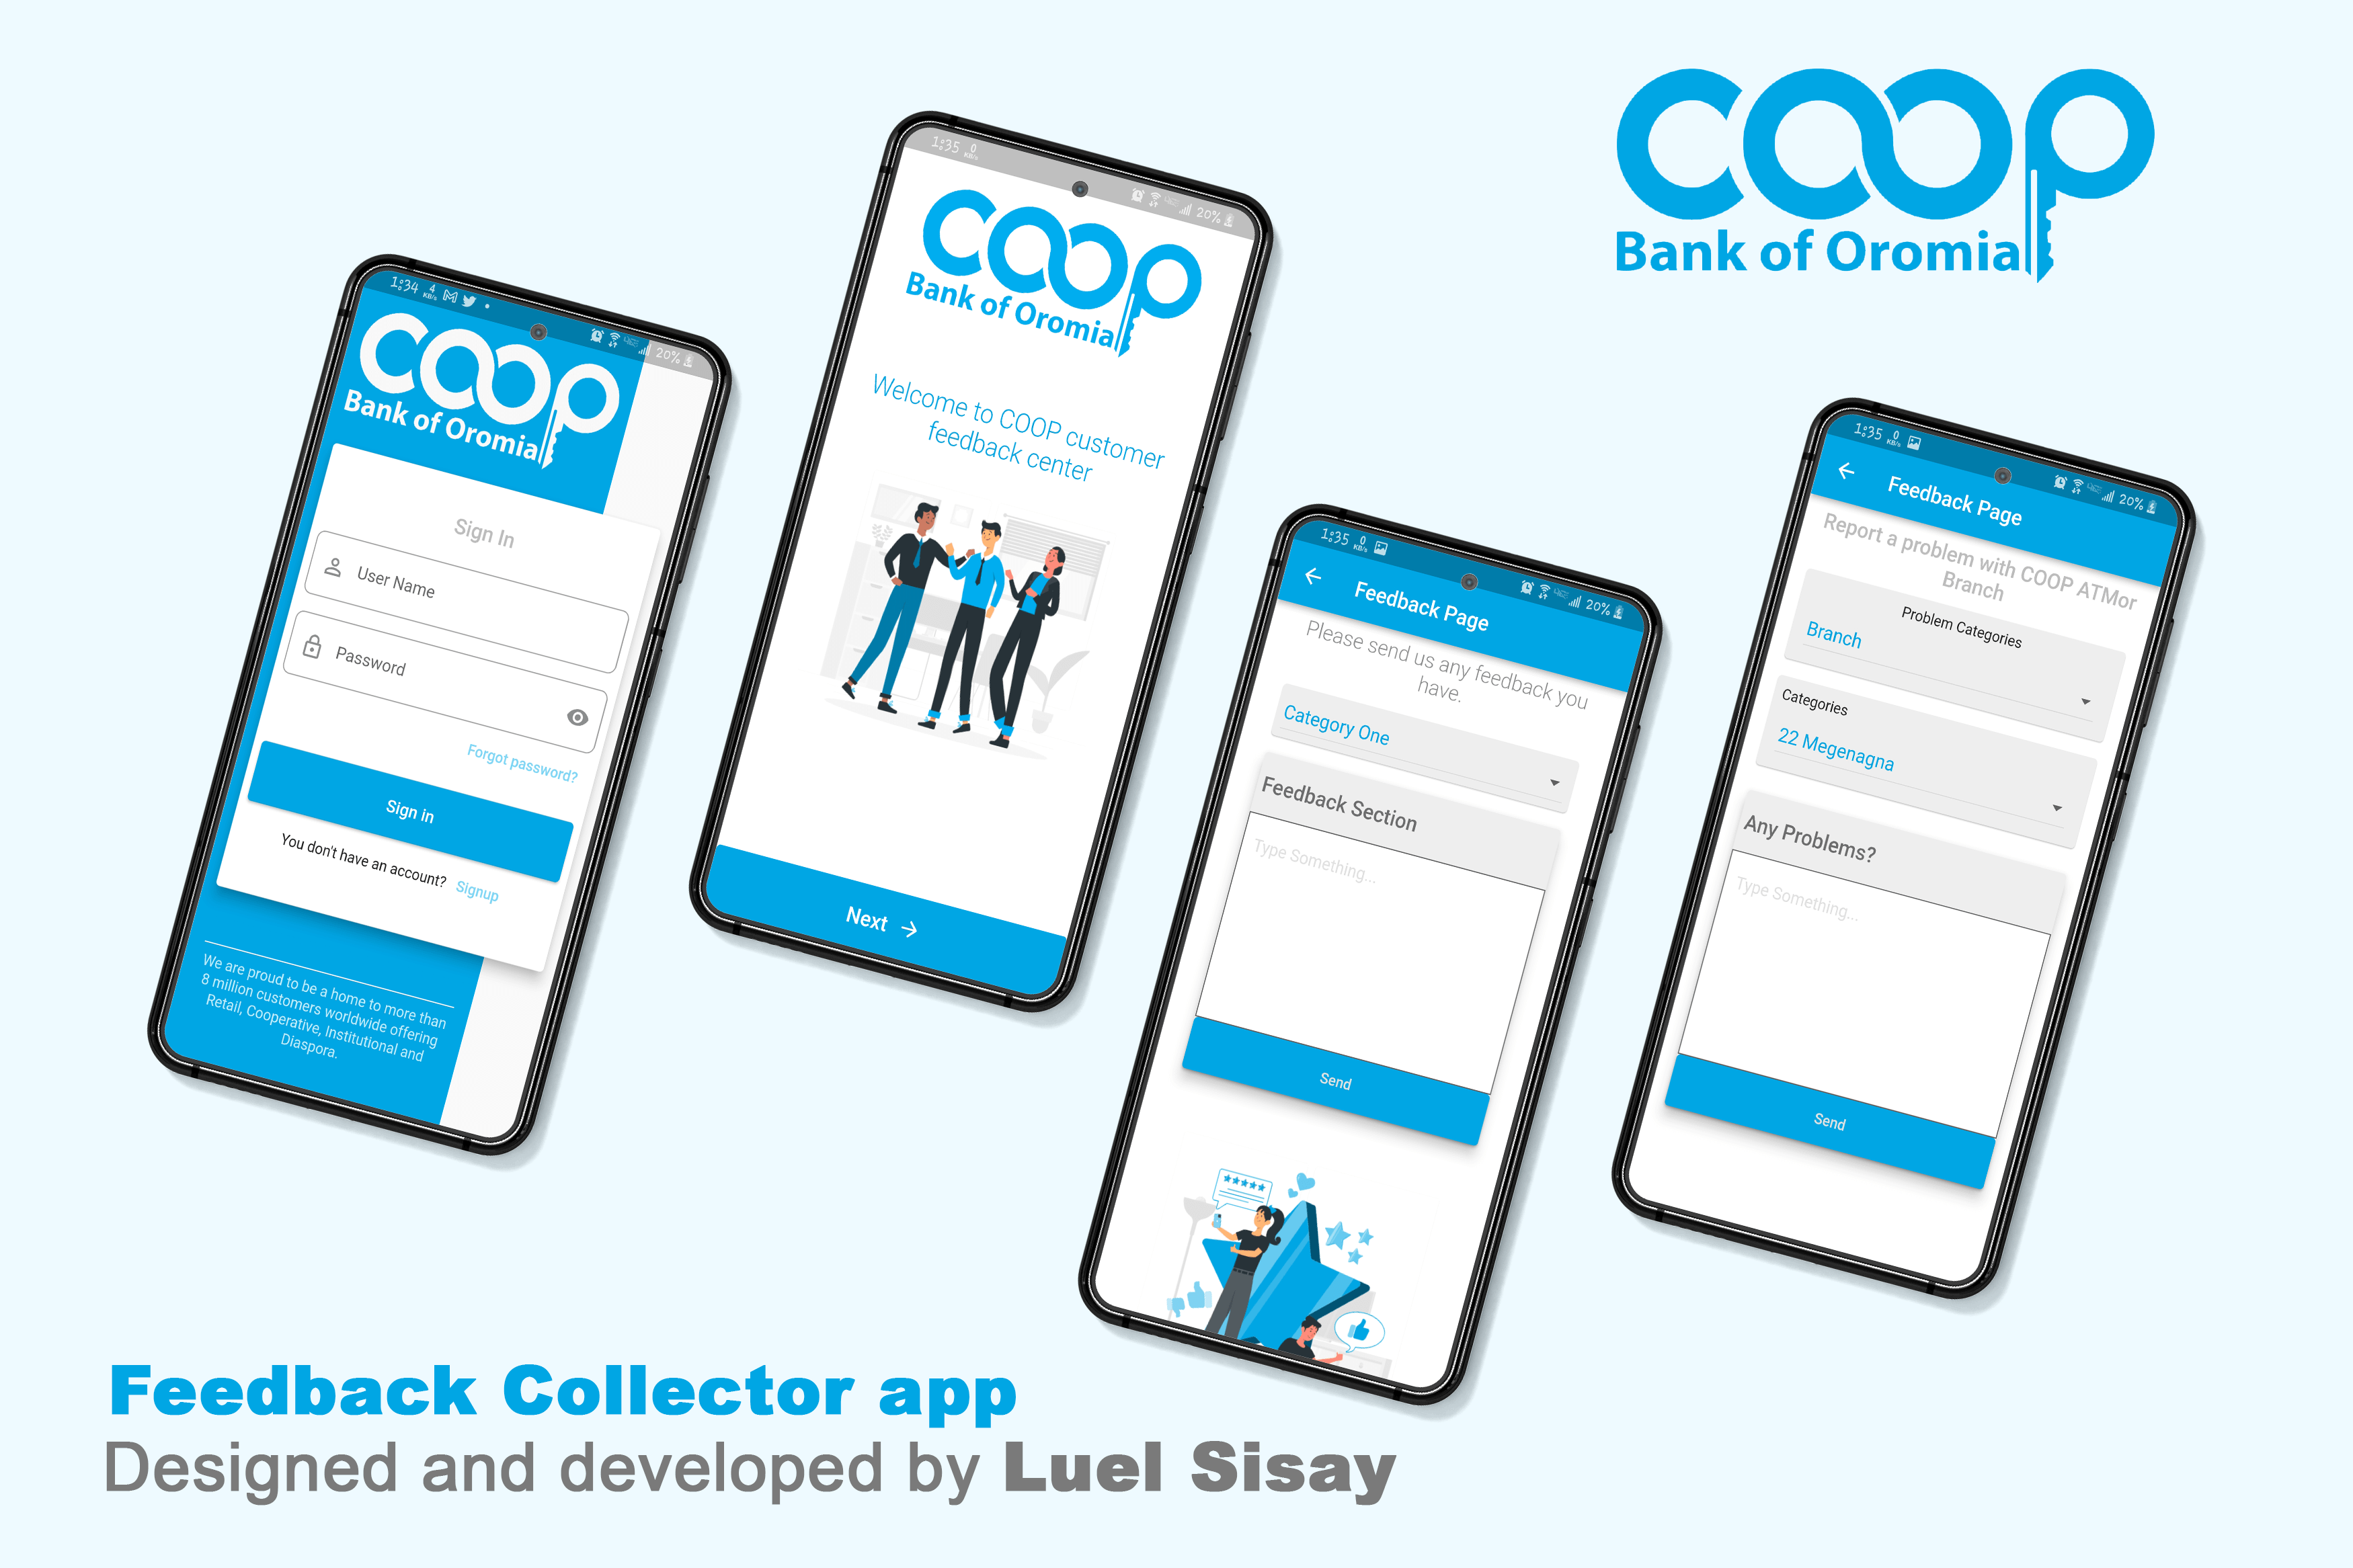 coop
Bank of Oromia
1:34 4 KB/s 20%
coop
Bank of Oromia
Sign In
User Name
Password
Forgot password?
Sign in
You don't have an account? Signup
We are proud to be a home to more than
8 million customers worldwide offering
Retail, Cooperative, Institutional and
Diaspora.
1:35 0 KB/s 20%
coop
Bank of Oromia
Welcome to COOP customer
feedback center
Next
1:35 0 KB/s 20%
Feedback Page
Please send us any feedback you
have.
Category One
Feedback Section
Type Something...
Send
1:35 0 KB/s 20%
Feedback Page
Report a problem with COOP ATMor
Branch
Problem Categories
Branch
Categories
22 Megenagna
Any Problems?
Type Something...
Send
Feedback Collector app
Designed and developed by Luel Sisay